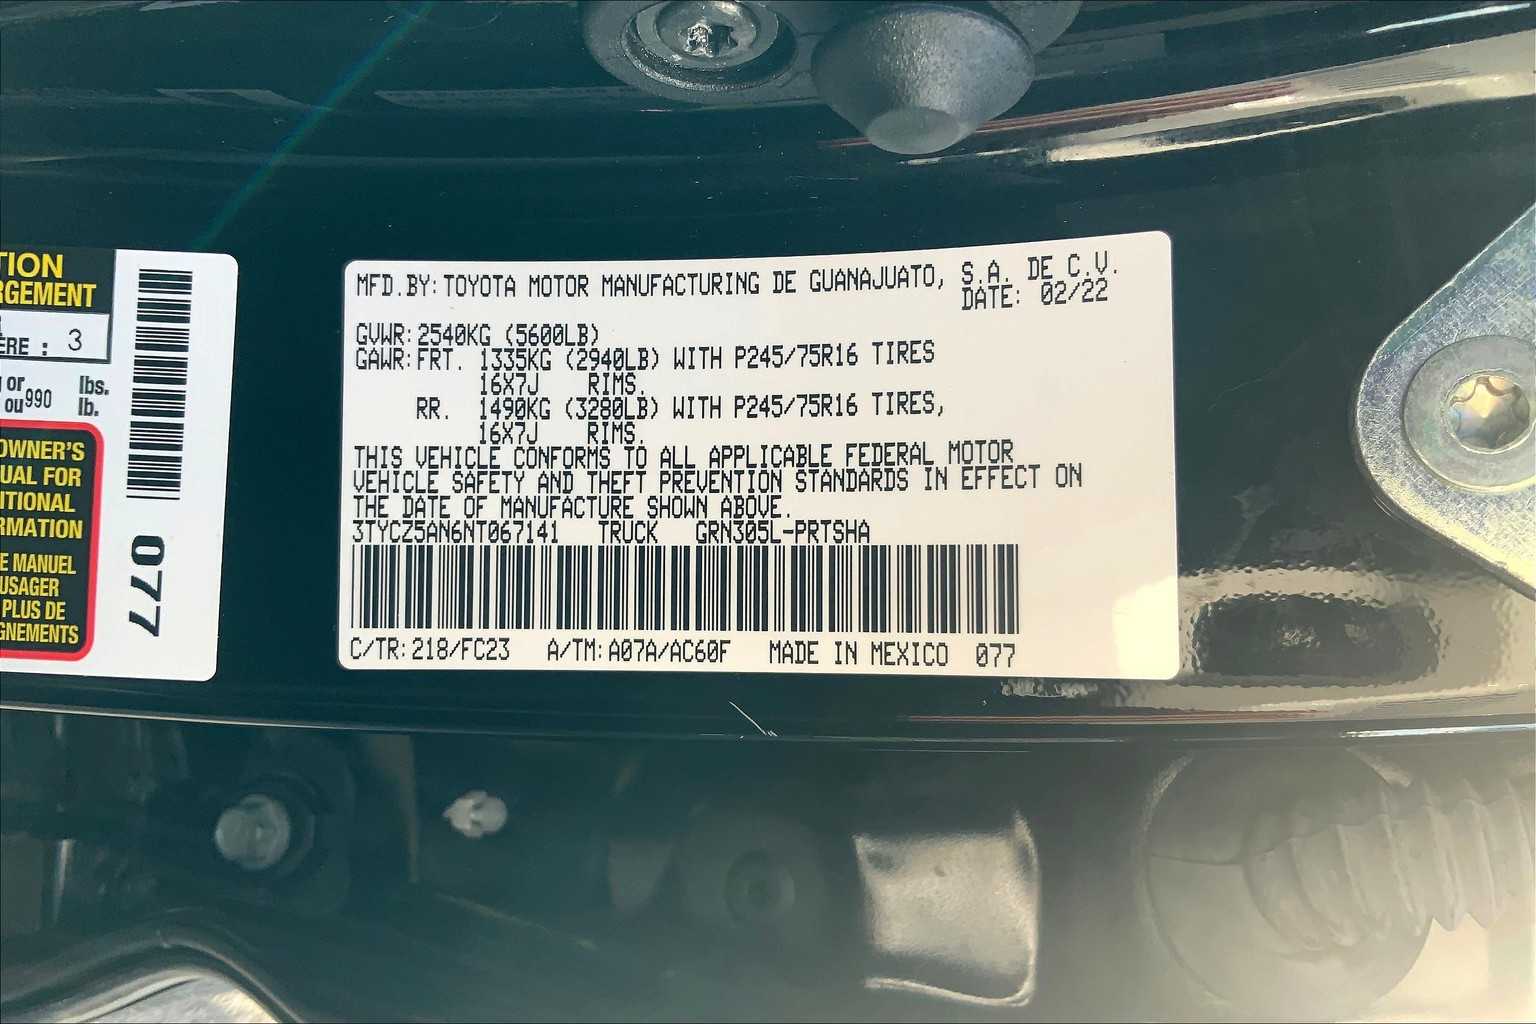 TION
RGEMENT
ÈRE : 3
or 990 lbs.
ou lb.
OWNER'S
UAL FOR
ITIONAL
RMATION
E MANUEL
USAGER
PLUS DE
GNEMENTS
077
MFD.BY: TOYOTA MOTOR MANUFACTURING DE GUANAJUATO, S.A. DE C.V.
DATE: 02/22
GVWR: 2540KG (5600LB)
GAWR: FRT. 1335KG (2940LB) WITH P245/75R16 TIRES
16X7J RIMS.
RR. 1490KG (3280LB) WITH P245/75R16 TIRES,
16X7J RIMS.
THIS VEHICLE CONFORMS TO ALL APPLICABLE FEDERAL MOTOR
VEHICLE SAFETY AND THEFT PREVENTION STANDARDS IN EFFECT ON
THE DATE OF MANUFACTURE SHOWN ABOVE.
3TYCZ5AN6NT067141 TRUCK GRN305L-PRTSHA
C/TR: 218/FC23 A/TM: A07A/AC60F MADE IN MEXICO 077